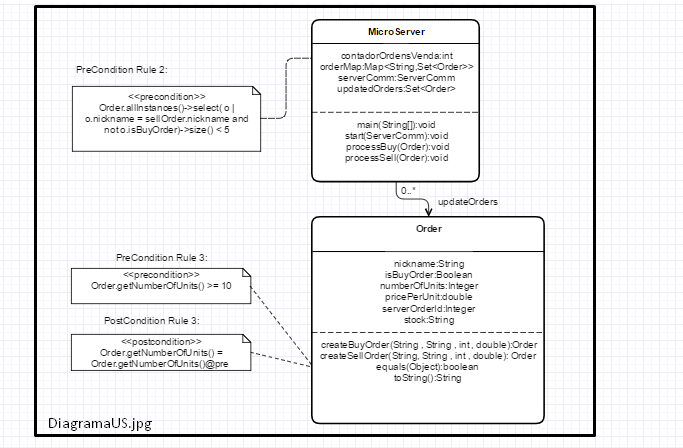 MicroServer
contadorOrdensVenda:int
orderMap:Map<String,Set<Order>>
serverComm:ServerComm
updatedOrders:Set<Order>
main(String[]):void
start(ServerComm):void
processBuy(Order):void
processSell(Order):void
PreCondition Rule 2:
<<precondition>>
Order.allInstances()->select( o |
o.nickname = sellOrder.nickname and
not o.isBuyOrder)->size() < 5
0..*
updateOrders
Order
nickname:String
isBuyOrder:Boolean
numberOfUnits:Integer
pricePerUnit:double
serverOrderId:Integer
stock:String
createBuyOrder(String , String , int , double):Order
createSellOrder(String, String , int , double): Order
equals(Object):boolean
toString():String
PreCondition Rule 3:
<<precondition>>
Order.getNumberOfUnits() >= 10
PostCondition Rule 3:
<<postcondition>>
Order.getNumberOfUnits() =
Order.getNumberOfUnits()@pre
DiagramaUS.jpg